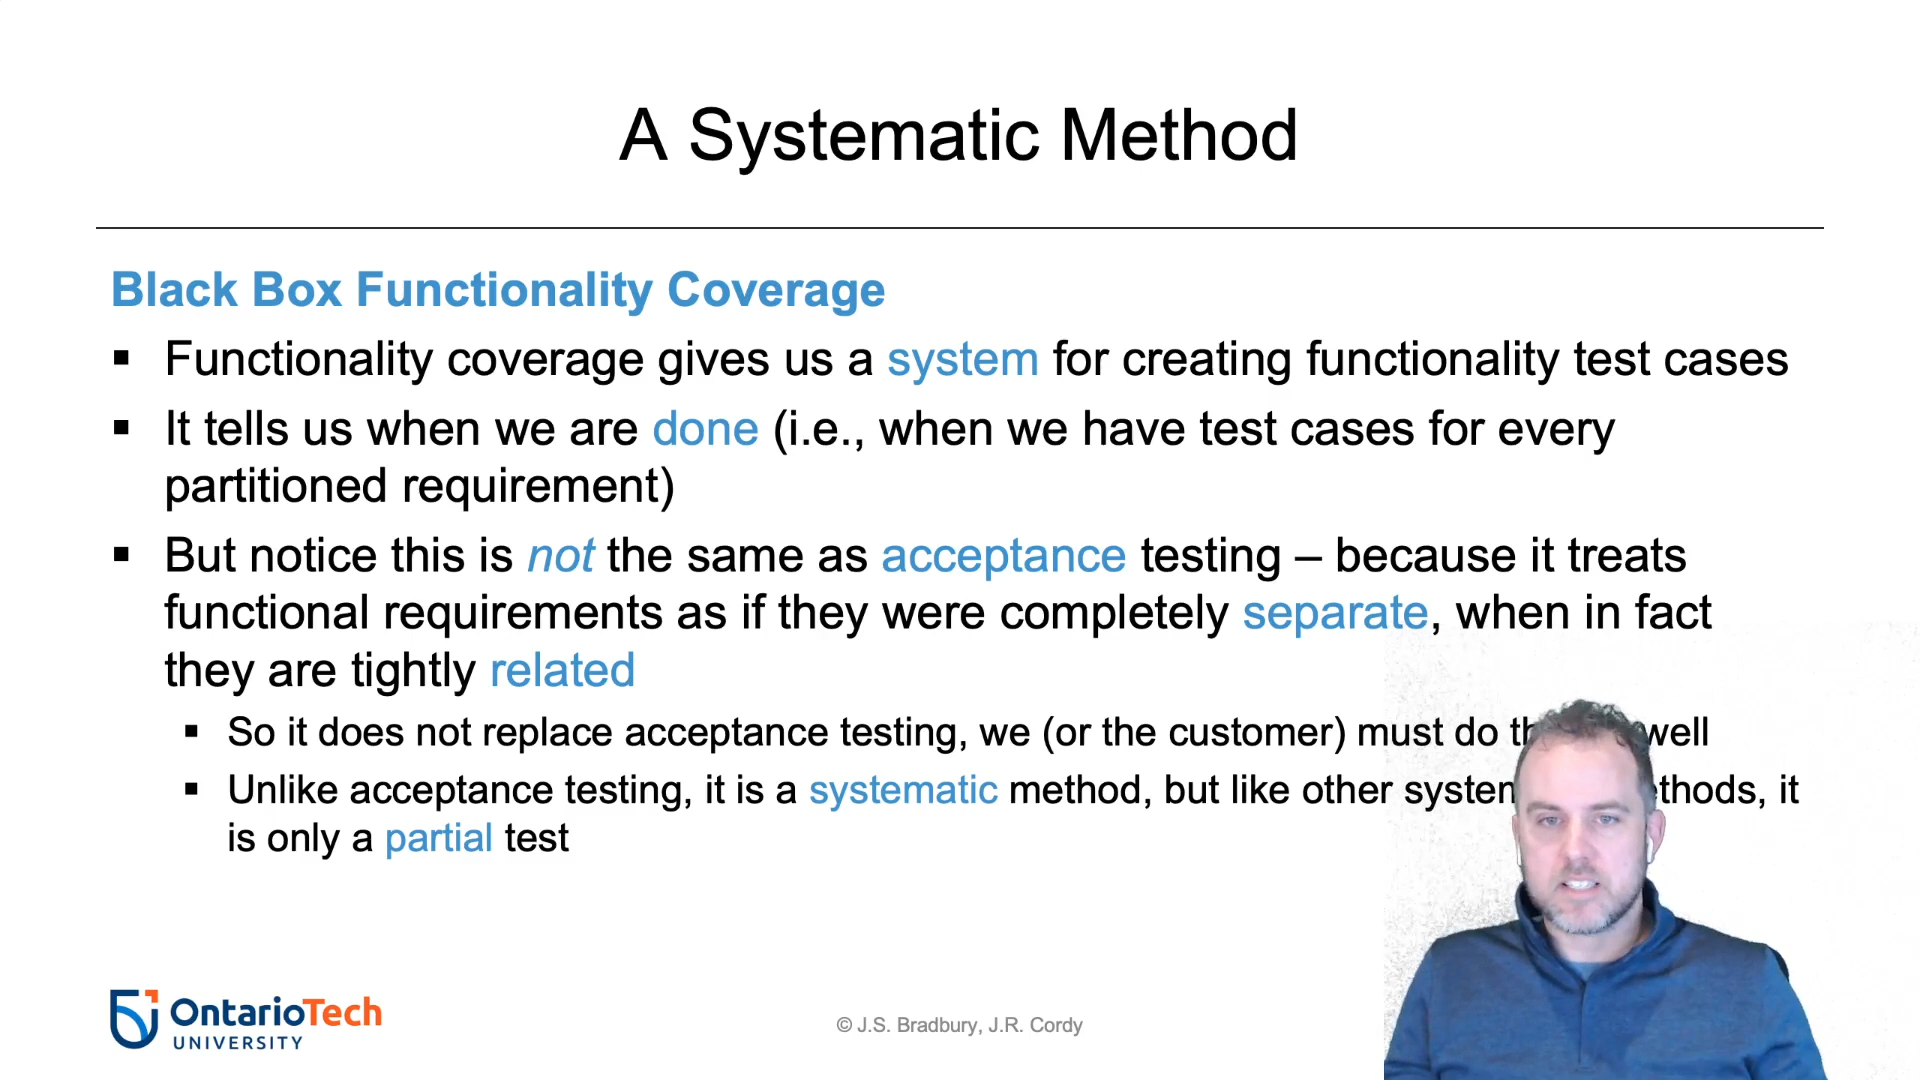 A Systematic Method
Black Box Functionality Coverage
▪ Functionality coverage gives us a system for creating functionality test cases
▪ It tells us when we are done (i.e., when we have test cases for every
partitioned requirement)
▪ But notice this is not the same as acceptance testing – because it treats
functional requirements as if they were completely separate, when in fact
they are tightly related
▪ So it does not replace acceptance testing, we (or the customer) must do well
▪ Unlike acceptance testing, it is a systematic method, but like other it
is only a partial test
OntarioTech
UNIVERSITY
© J.S. Bradbury, J.R. Cordy